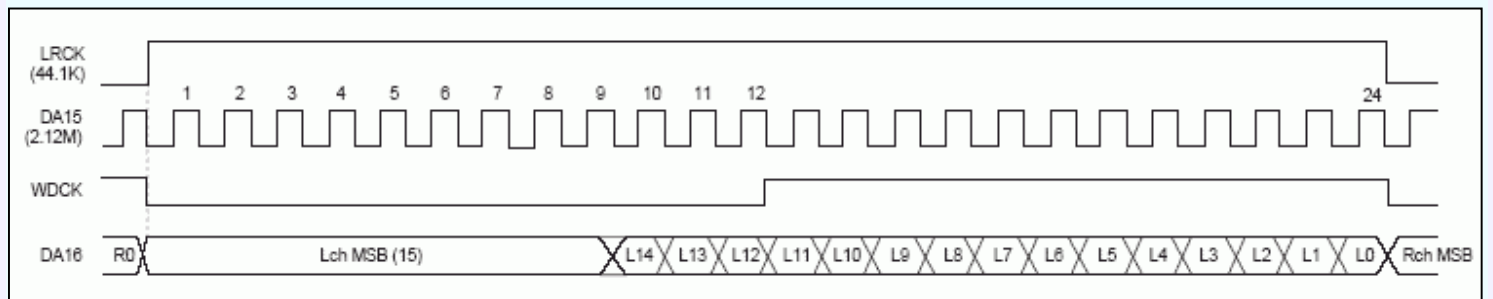 LRCK
(44.1K)
1 2 3 4 5 6 7 8 9 10 11 12 24
DA15
(2.12M)
WDCK
DA16 R0 Lch MSB (15) L14 L13 L12 L11 L10 L9 L8 L7 L6 L5 L4 L3 L2 L1 L0 Rch MSB